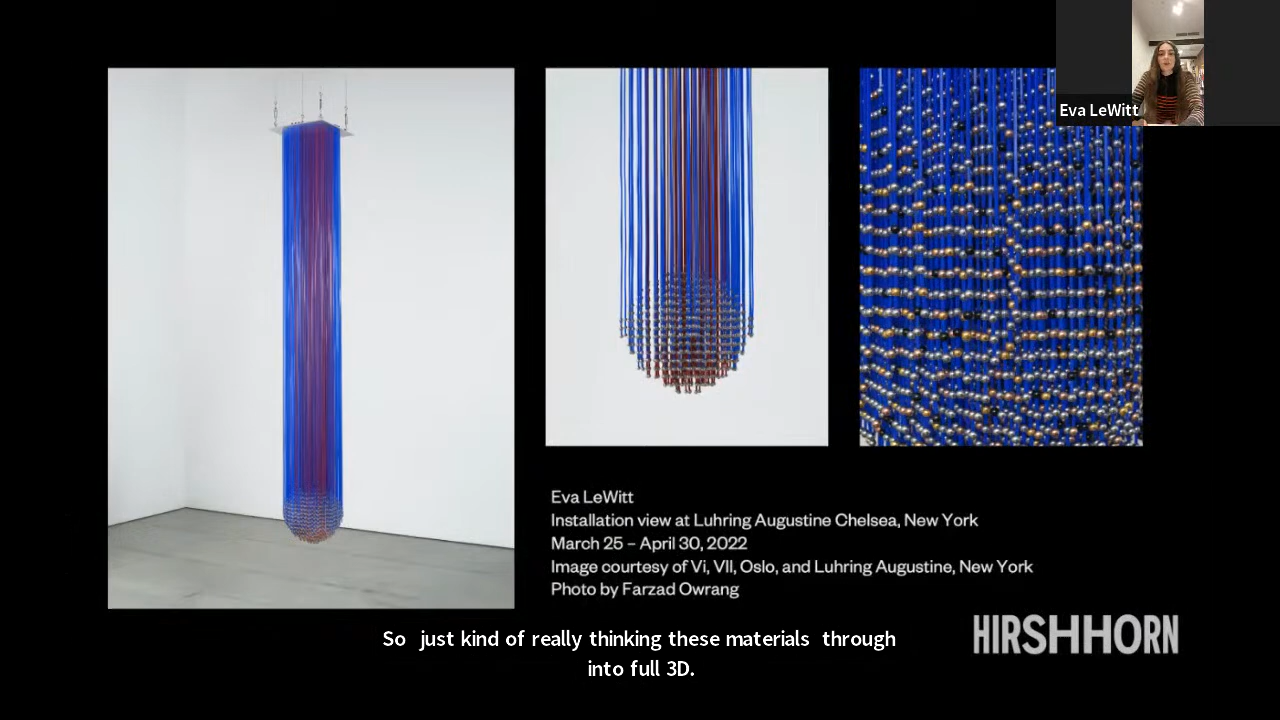 Eva LeWitt
Eva LeWitt
Installation view at Luhring Augustine Chelsea, New York
March 25 – April 30, 2022
Image courtesy of Vi, VII, Oslo, and Luhring Augustine, New York
Photo by Farzad Owrang
HIRSHHORN
So just kind of really thinking these materials through
into full 3D.